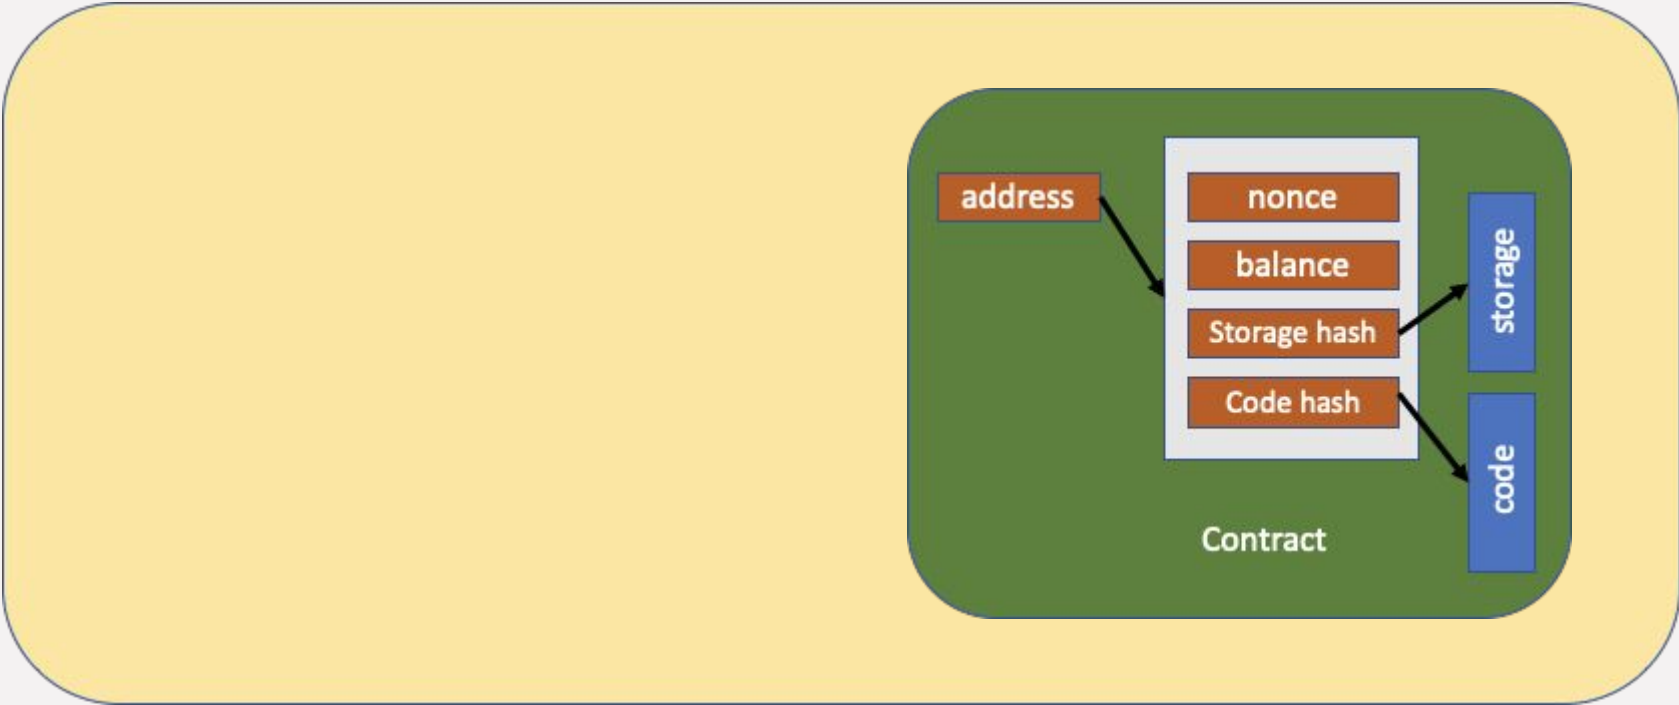 address
nonce
balance
Storage hash
Code hash
storage
code
Contract